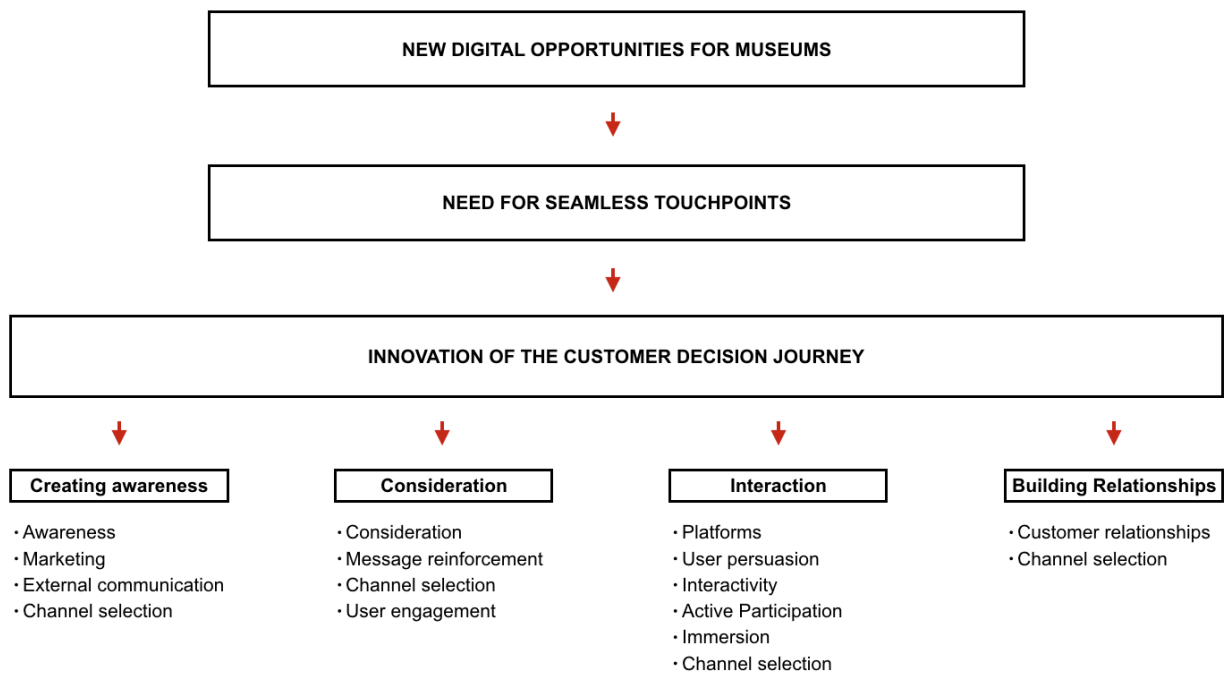 NEW DIGITAL OPPORTUNITIES FOR MUSEUMS
NEED FOR SEAMLESS TOUCHPOINTS
INNOVATION OF THE CUSTOMER DECISION JOURNEY
Creating awareness
· Awareness
· Marketing
· External communication
· Channel selection
Consideration
· Consideration
· Message reinforcement
· Channel selection
· User engagement
Interaction
· Platforms
· User persuasion
· Interactivity
· Active Participation
· Immersion
· Channel selection
Building Relationships
· Customer relationships
· Channel selection